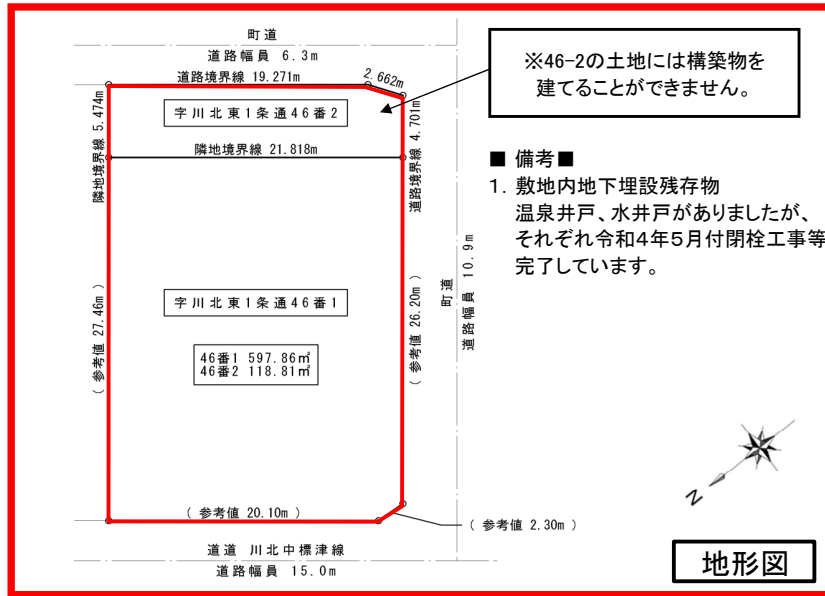 町道
道路幅員 6.3m
道路境界線 19.271m
2.662m
※46-2の土地には構築物を
建てることができません。
字川北東1条通46番2
隣地境界線 5.474m
道路境界線 4.701m
隣地境界線 21.818m
■ 備考■
1. 敷地内地下埋設残存物
温泉井戸、水井戸がありましたが、
それぞれ令和4年5月付閉栓工事等
完了しています。
町道
道路幅員 10.9m
字川北東1条通46番1
( 参考値 27.46m )
( 参考値 26.20m )
46番1 597.86㎡
46番2 118.81㎡
N
( 参考値 20.10m )
( 参考値 2.30m )
道道 川北中標津線
道路幅員 15.0m
地形図